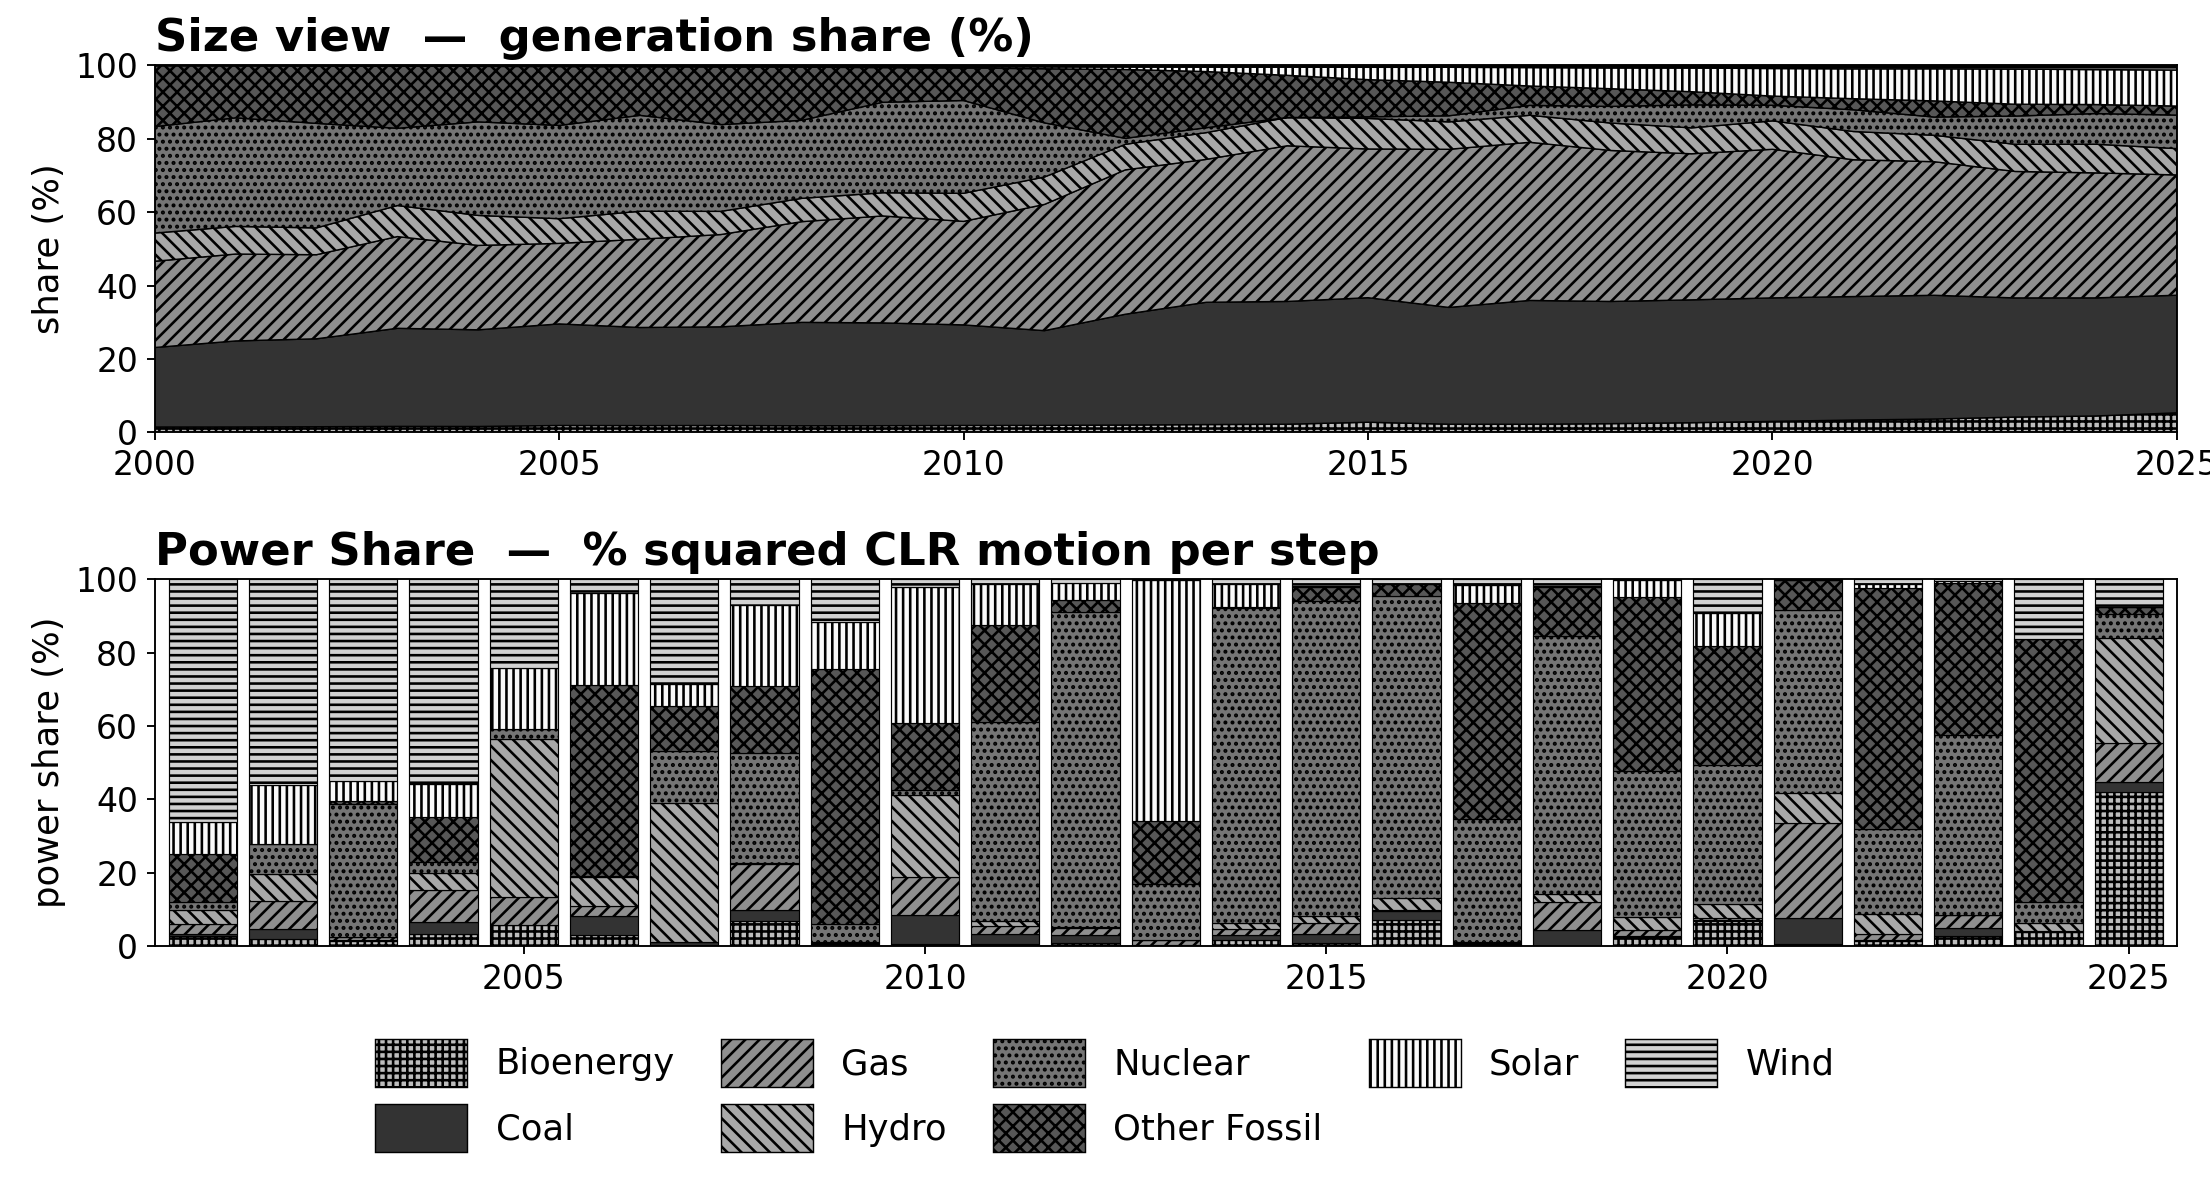 Size view — generation share (%)
share (%)
100
80
60
40
20
0
2000 2005 2010 2015 2020 2025
Power Share — % squared CLR motion per step
power share (%)
100
80
60
40
20
0
2005 2010 2015 2020 2025
Bioenergy Gas Nuclear Solar Wind
Coal Hydro Other Fossil